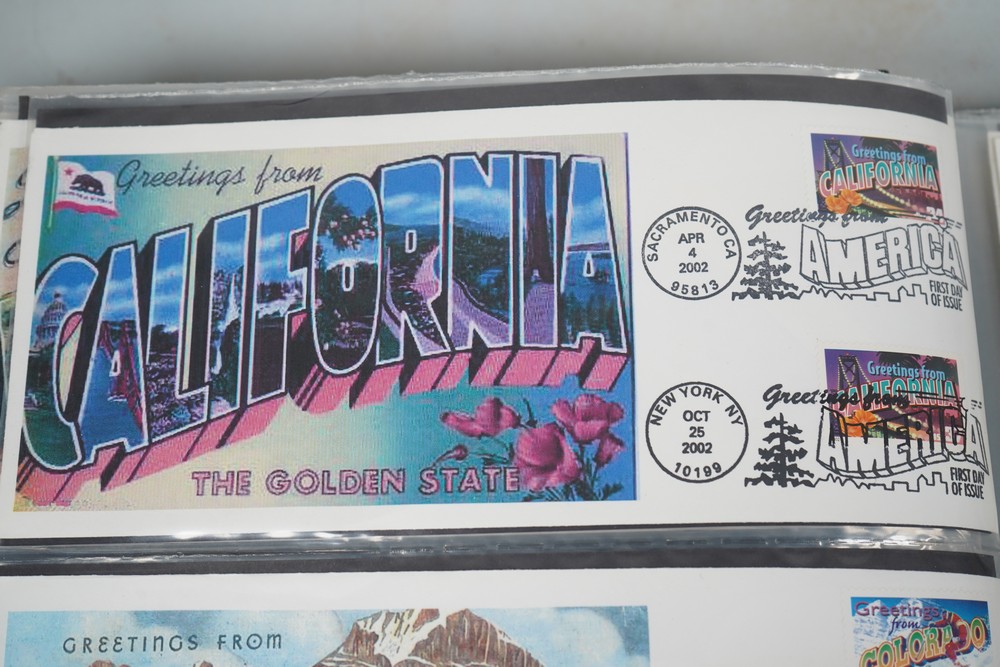 Greetings from
CALIFORNIA
THE GOLDEN STATE
Greetings from
CALIFORNIA
SACRAMENTO CA
APR
4
2002
95813
Greetings from
AMERICA
FIRST DAY
OF ISSUE
Greetings from
CALIFORNIA
NEW YORK NY
OCT
25
2002
10199
Greetings from
AMERICA
FIRST DAY
OF ISSUE
GREETINGS FROM
Greetings
from
COLORADO